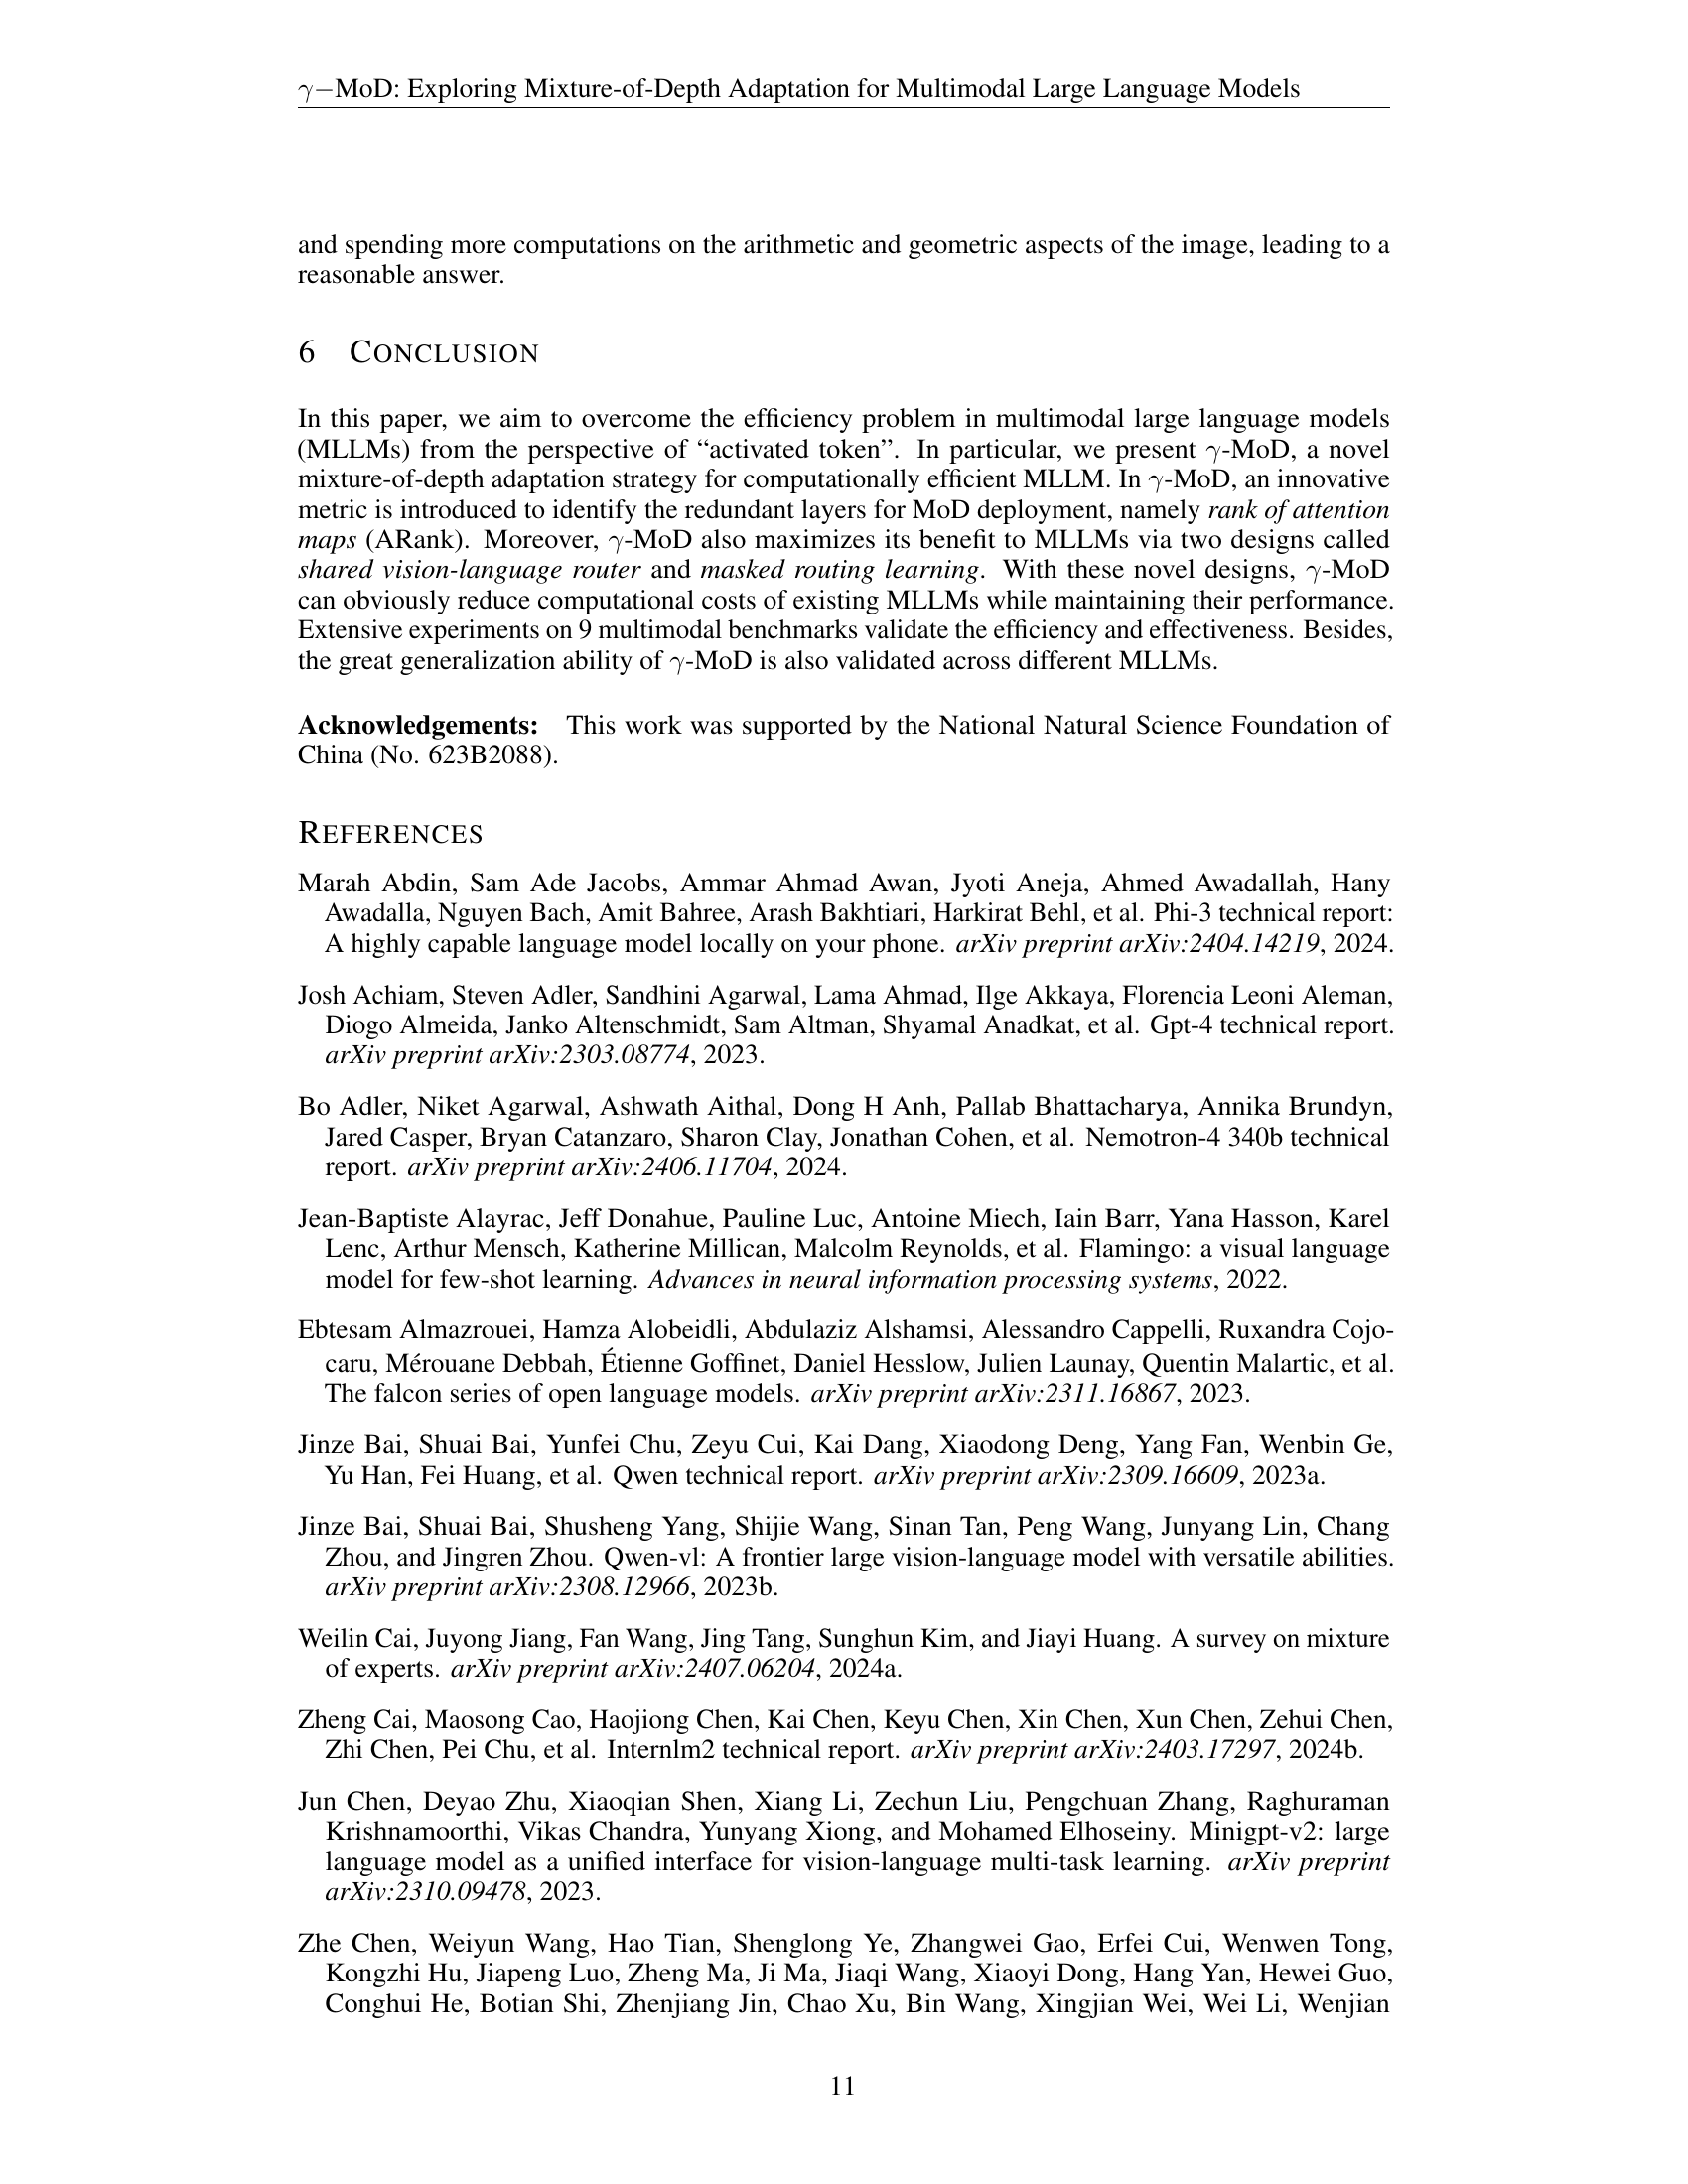 γ−MoD: Exploring Mixture-of-Depth Adaptation for Multimodal Large Language Models
and spending more computations on the arithmetic and geometric aspects of the image, leading to a
reasonable answer.
6 CONCLUSION
In this paper, we aim to overcome the efficiency problem in multimodal large language models
(MLLMs) from the perspective of “activated token”. In particular, we present γ-MoD, a novel
mixture-of-depth adaptation strategy for computationally efficient MLLM. In γ-MoD, an innovative
metric is introduced to identify the redundant layers for MoD deployment, namely rank of attention
maps (ARank). Moreover, γ-MoD also maximizes its benefit to MLLMs via two designs called
shared vision-language router and masked routing learning. With these novel designs, γ-MoD
can obviously reduce computational costs of existing MLLMs while maintaining their performance.
Extensive experiments on 9 multimodal benchmarks validate the efficiency and effectiveness. Besides,
the great generalization ability of γ-MoD is also validated across different MLLMs.
Acknowledgements: This work was supported by the National Natural Science Foundation of
China (No. 623B2088).
REFERENCES
Marah Abdin, Sam Ade Jacobs, Ammar Ahmad Awan, Jyoti Aneja, Ahmed Awadallah, Hany
Awadalla, Nguyen Bach, Amit Bahree, Arash Bakhtiari, Harkirat Behl, et al. Phi-3 technical report:
A highly capable language model locally on your phone. arXiv preprint arXiv:2404.14219, 2024.
Josh Achiam, Steven Adler, Sandhini Agarwal, Lama Ahmad, Ilge Akkaya, Florencia Leoni Aleman,
Diogo Almeida, Janko Altenschmidt, Sam Altman, Shyamal Anadkat, et al. Gpt-4 technical report.
arXiv preprint arXiv:2303.08774, 2023.
Bo Adler, Niket Agarwal, Ashwath Aithal, Dong H Anh, Pallab Bhattacharya, Annika Brundyn,
Jared Casper, Bryan Catanzaro, Sharon Clay, Jonathan Cohen, et al. Nemotron-4 340b technical
report. arXiv preprint arXiv:2406.11704, 2024.
Jean-Baptiste Alayrac, Jeff Donahue, Pauline Luc, Antoine Miech, Iain Barr, Yana Hasson, Karel
Lenc, Arthur Mensch, Katherine Millican, Malcolm Reynolds, et al. Flamingo: a visual language
model for few-shot learning. Advances in neural information processing systems, 2022.
Ebtesam Almazrouei, Hamza Alobeidli, Abdulaziz Alshamsi, Alessandro Cappelli, Ruxandra Cojo-
caru, Mérouane Debbah, Étienne Goffinet, Daniel Hesslow, Julien Launay, Quentin Malartic, et al.
The falcon series of open language models. arXiv preprint arXiv:2311.16867, 2023.
Jinze Bai, Shuai Bai, Yunfei Chu, Zeyu Cui, Kai Dang, Xiaodong Deng, Yang Fan, Wenbin Ge,
Yu Han, Fei Huang, et al. Qwen technical report. arXiv preprint arXiv:2309.16609, 2023a.
Jinze Bai, Shuai Bai, Shusheng Yang, Shijie Wang, Sinan Tan, Peng Wang, Junyang Lin, Chang
Zhou, and Jingren Zhou. Qwen-vl: A frontier large vision-language model with versatile abilities.
arXiv preprint arXiv:2308.12966, 2023b.
Weilin Cai, Juyong Jiang, Fan Wang, Jing Tang, Sunghun Kim, and Jiayi Huang. A survey on mixture
of experts. arXiv preprint arXiv:2407.06204, 2024a.
Zheng Cai, Maosong Cao, Haojiong Chen, Kai Chen, Keyu Chen, Xin Chen, Xun Chen, Zehui Chen,
Zhi Chen, Pei Chu, et al. Internlm2 technical report. arXiv preprint arXiv:2403.17297, 2024b.
Jun Chen, Deyao Zhu, Xiaoqian Shen, Xiang Li, Zechun Liu, Pengchuan Zhang, Raghuraman
Krishnamoorthi, Vikas Chandra, Yunyang Xiong, and Mohamed Elhoseiny. Minigpt-v2: large
language model as a unified interface for vision-language multi-task learning. arXiv preprint
arXiv:2310.09478, 2023.
Zhe Chen, Weiyun Wang, Hao Tian, Shenglong Ye, Zhangwei Gao, Erfei Cui, Wenwen Tong,
Kongzhi Hu, Jiapeng Luo, Zheng Ma, Ji Ma, Jiaqi Wang, Xiaoyi Dong, Hang Yan, Hewei Guo,
Conghui He, Botian Shi, Zhenjiang Jin, Chao Xu, Bin Wang, Xingjian Wei, Wei Li, Wenjian
11